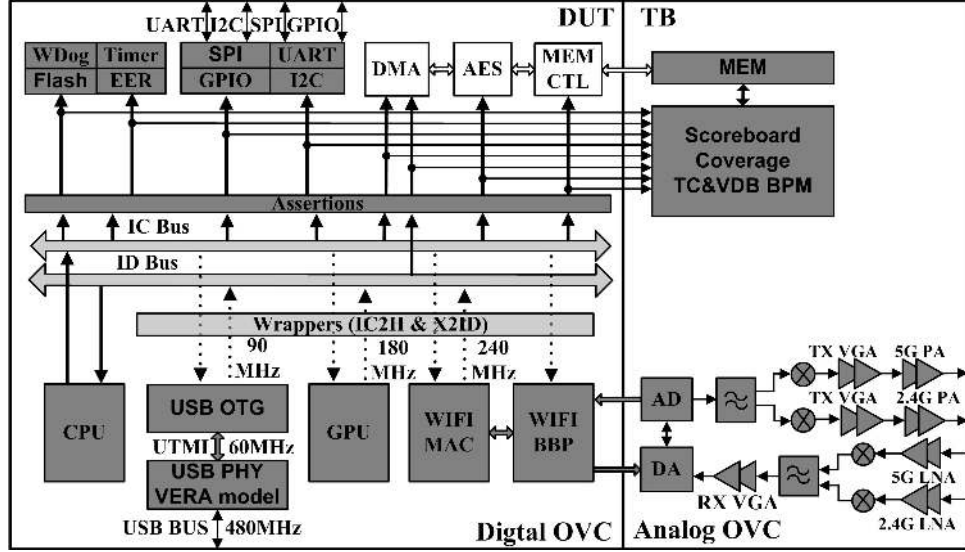 UART I2C SPI GPIO
DUT
TB
WDog Timer
Flash EER
SPI UART
GPIO I2C
DMA
AES
MEM
CTL
MEM
Scoreboard
Coverage
TC&VDB BPM
Assertions
IC Bus
ID Bus
Wrappers (IC2H & X2ID)
90
MHz
180
MHz
240
MHz
CPU
USB OTG
UTMI 60MHz
USB PHY
VERA model
USB BUS 480MHz
GPU
WIFI
MAC
WIFI
BBP
AD
DA
TX VGA
5G PA
TX VGA
2.4G PA
RX VGA
5G LNA
2.4G LNA
Digtal OVC
Analog OVC